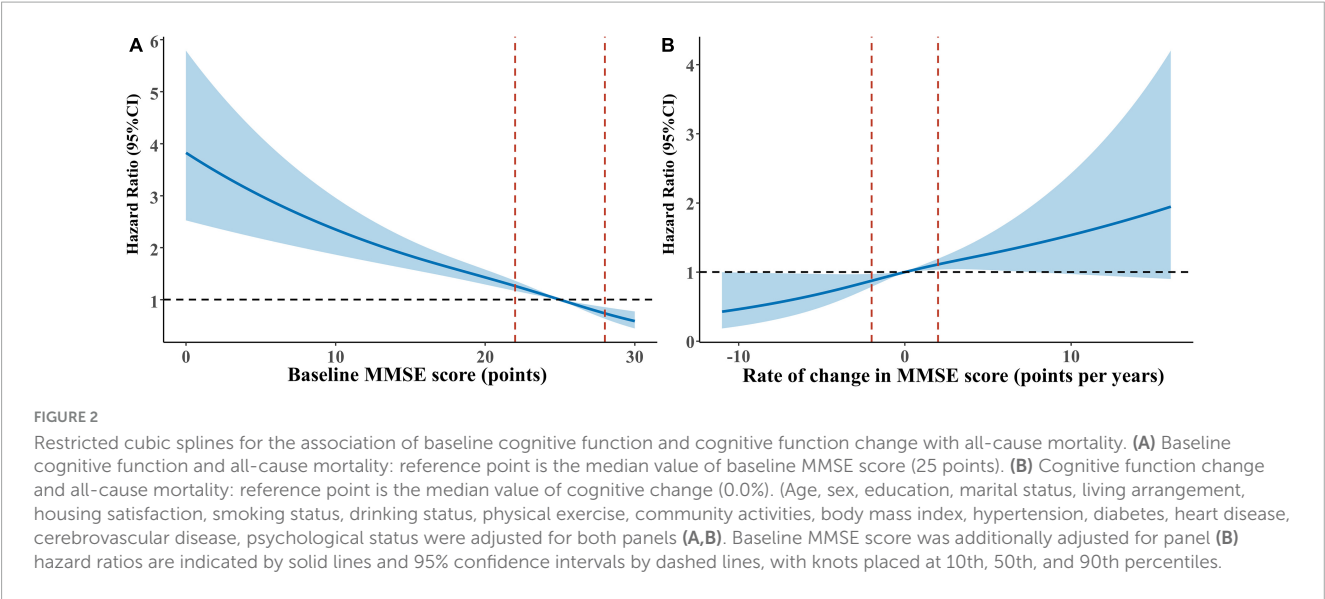 A
B
Hazard Ratio (95%CI)
6
5
4
3
2
1
0
10
20
30
Baseline MMSE score (points)
Hazard Ratio (95%CI)
4
3
2
1
0
-10
0
10
Rate of change in MMSE score (points per years)
FIGURE 2
Restricted cubic splines for the association of baseline cognitive function and cognitive function change with all-cause mortality. (A) Baseline
cognitive function and all-cause mortality: reference point is the median value of baseline MMSE score (25 points). (B) Cognitive function change
and all-cause mortality: reference point is the median value of cognitive change (0.0%). (Age, sex, education, marital status, living arrangement,
housing satisfaction, smoking status, drinking status, physical exercise, community activities, body mass index, hypertension, diabetes, heart disease,
cerebrovascular disease, psychological status were adjusted for both panels (A,B). Baseline MMSE score was additionally adjusted for panel (B)
hazard ratios are indicated by solid lines and 95% confidence intervals by dashed lines, with knots placed at 10th, 50th, and 90th percentiles.